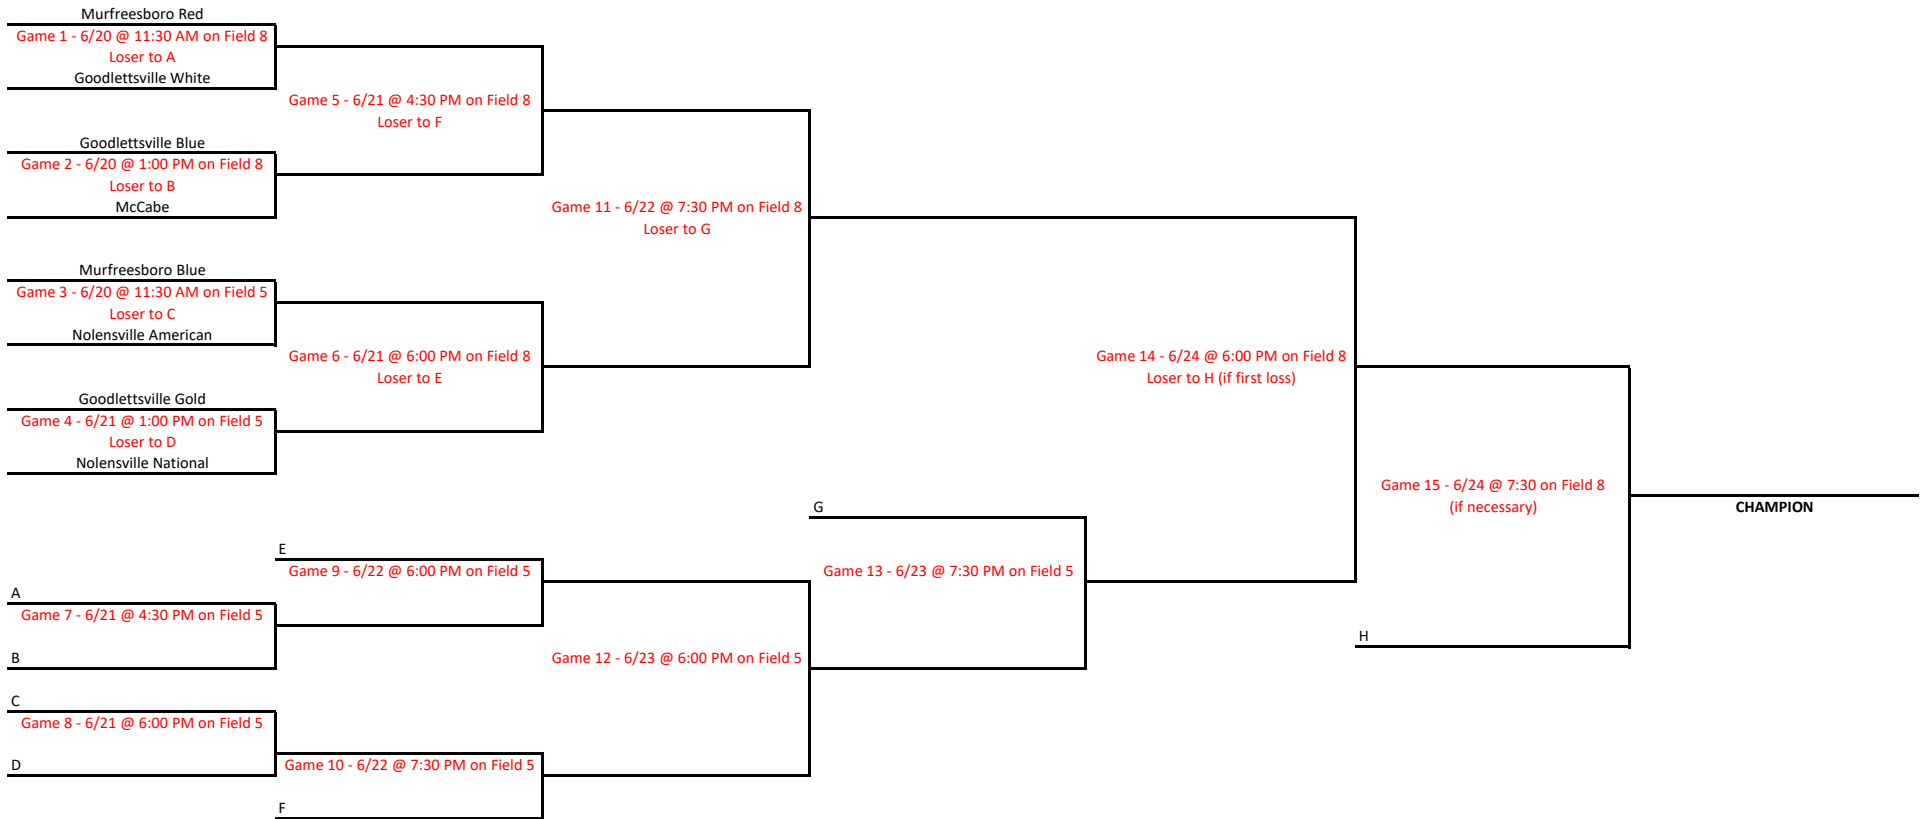 Murfreesboro Red
Game 1 - 6/20 @ 11:30 AM on Field 8
Loser to A
Goodlettsville White
Game 5 - 6/21 @ 4:30 PM on Field 8
Loser to F
Goodlettsville Blue
Game 2 - 6/20 @ 1:00 PM on Field 8
Loser to B
McCabe
Game 11 - 6/22 @ 7:30 PM on Field 8
Loser to G
Murfreesboro Blue
Game 3 - 6/20 @ 11:30 AM on Field 5
Loser to C
Nolensville American
Game 6 - 6/21 @ 6:00 PM on Field 8
Loser to E
Game 14 - 6/24 @ 6:00 PM on Field 8
Loser to H (if first loss)
Goodlettsville Gold
Game 4 - 6/21 @ 1:00 PM on Field 5
Loser to D
Nolensville National
Game 15 - 6/24 @ 7:30 on Field 8
(if necessary)
CHAMPION
G
E
Game 9 - 6/22 @ 6:00 PM on Field 5
Game 13 - 6/23 @ 7:30 PM on Field 5
A
Game 7 - 6/21 @ 4:30 PM on Field 5
H
B
Game 12 - 6/23 @ 6:00 PM on Field 5
C
Game 8 - 6/21 @ 6:00 PM on Field 5
D
Game 10 - 6/22 @ 7:30 PM on Field 5
F